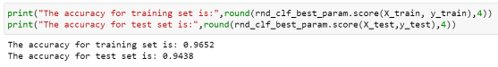 print("The accuracy for training set is:",round(rnd_clf_best_param.score(X_train, y_train),4))
print("The accuracy for test set is:",round(rnd_clf_best_param.score(X_test,y_test),4))
The accuracy for training set is: 0.9652
The accuracy for test set is: 0.9438